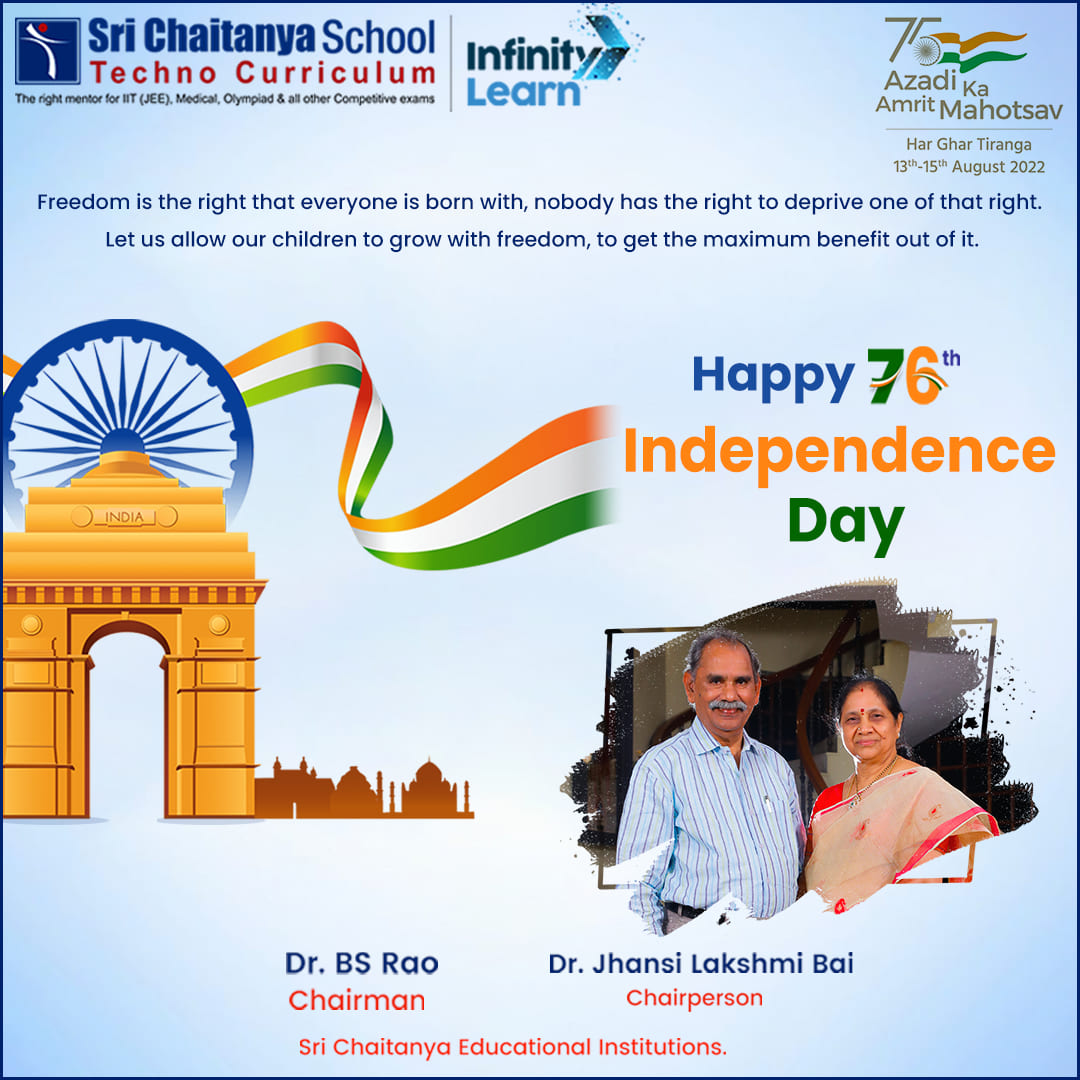 Sri Chaitanya School
Techno Curriculum
The right mentor for IIT (JEE), Medical, Olympiad & all other Competitive exams
Infinity
Learn
75
Azadi Ka
Amrit Mahotsav
Har Ghar Tiranga
13th-15th August 2022
Freedom is the right that everyone is born with, nobody has the right to deprive one of that right.
Let us allow our children to grow with freedom, to get the maximum benefit out of it.
INDIA
Happy 76th
Independence
Day
Dr. BS Rao
Chairman
Dr. Jhansi Lakshmi Bai
Chairperson
Sri Chaitanya Educational Institutions.